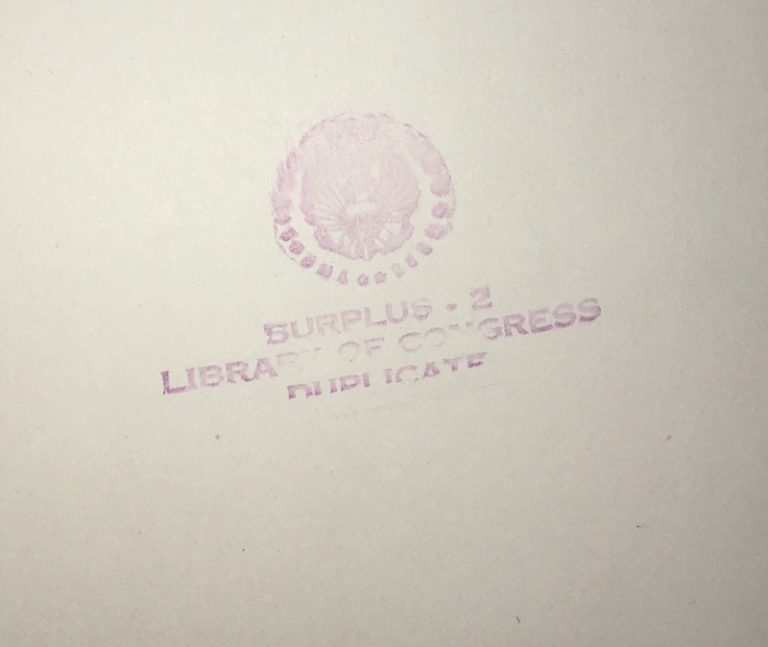 SURPLUS - 2
LIBRARY OF CONGRESS
DUPLICATE